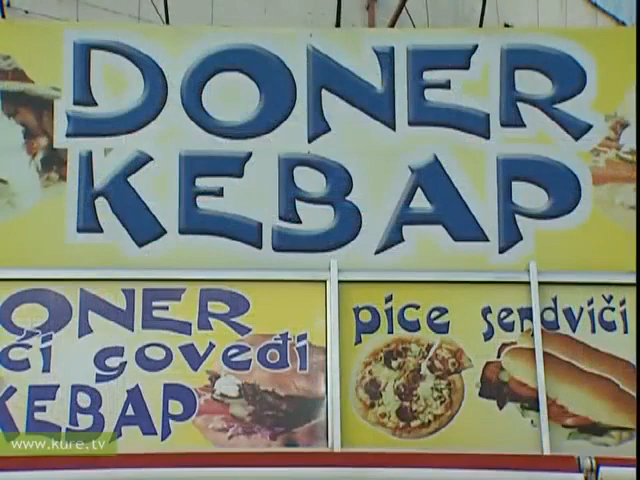 DONER
KEBAP
ONER
ći goveđi
KEBAP
pice sendviči
www.kure.tv